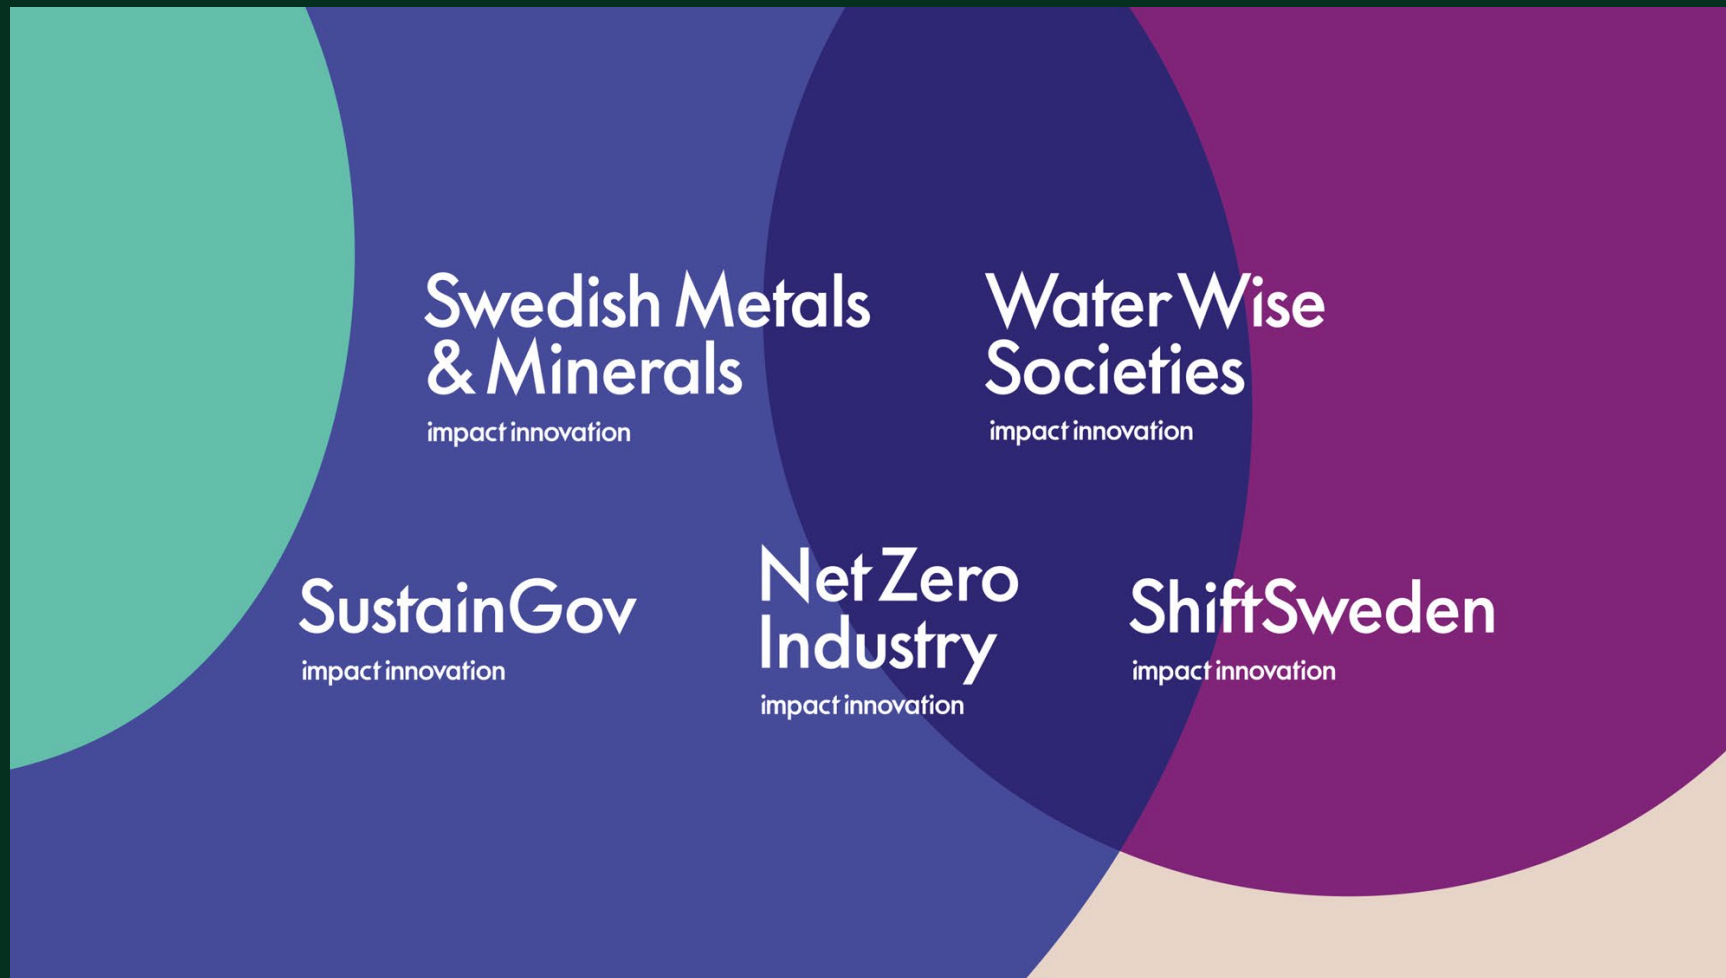 Swedish Metals
& Minerals
impact innovation
Water Wise
Societies
impact innovation
SustainGov
impact innovation
Net Zero
Industry
impact innovation
ShiftSweden
impact innovation